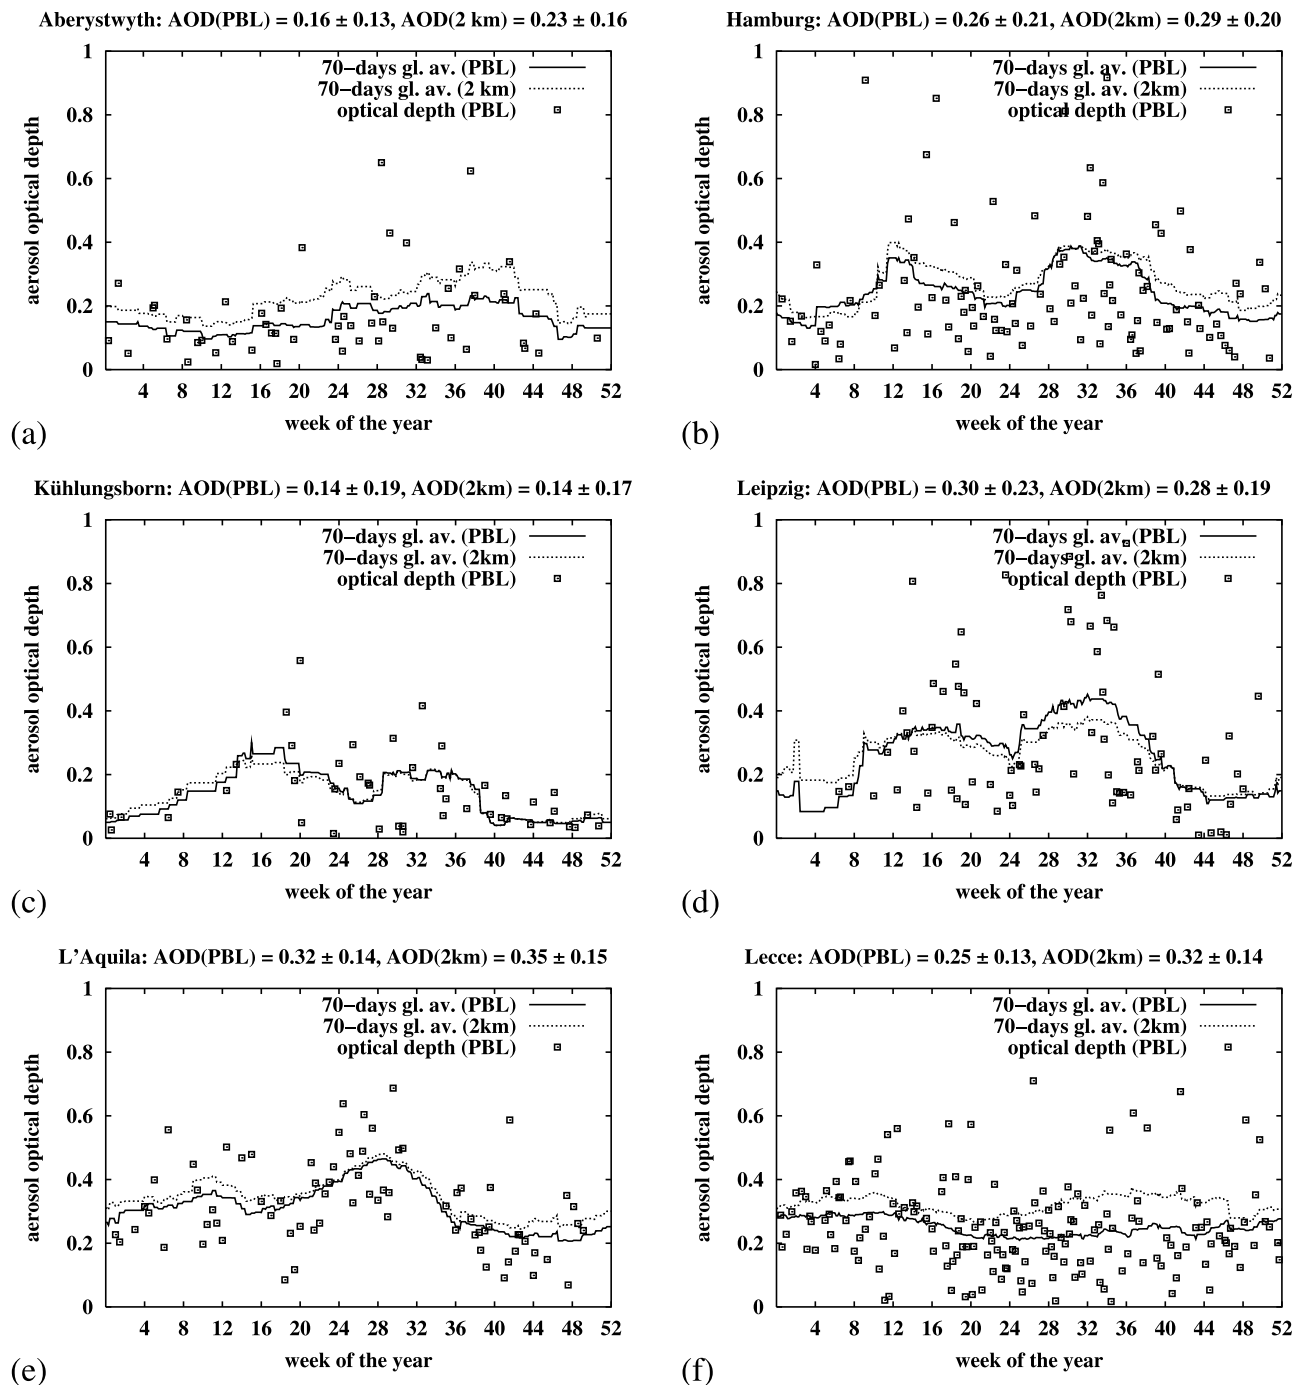 Aberystwyth: AOD(PBL) = 0.16 ± 0.13, AOD(2 km) = 0.23 ± 0.16
1
0.8
0.6
0.4
0.2
0
aerosol optical depth
70−days gl. av. (PBL)
70−days gl. av. (2 km)
optical depth (PBL)
4 8 12 16 20 24 28 32 36 40 44 48 52
week of the year
(a)
Hamburg: AOD(PBL) = 0.26 ± 0.21, AOD(2km) = 0.29 ± 0.20
1
0.8
0.6
0.4
0.2
0
aerosol optical depth
70−days gl. av. (PBL)
70−days gl. av. (2km)
optical depth (PBL)
4 8 12 16 20 24 28 32 36 40 44 48 52
week of the year
(b)
Kühlungsborn: AOD(PBL) = 0.14 ± 0.19, AOD(2km) = 0.14 ± 0.17
1
0.8
0.6
0.4
0.2
0
aerosol optical depth
70−days gl. av. (PBL)
70−days gl. av. (2km)
optical depth (PBL)
4 8 12 16 20 24 28 32 36 40 44 48 52
week of the year
(c)
Leipzig: AOD(PBL) = 0.30 ± 0.23, AOD(2km) = 0.28 ± 0.19
1
0.8
0.6
0.4
0.2
0
aerosol optical depth
70−days gl. av. (PBL)
70−days gl. av. (2km)
optical depth (PBL)
4 8 12 16 20 24 28 32 36 40 44 48 52
week of the year
(d)
L'Aquila: AOD(PBL) = 0.32 ± 0.14, AOD(2km) = 0.35 ± 0.15
1
0.8
0.6
0.4
0.2
0
aerosol optical depth
70−days gl. av. (PBL)
70−days gl. av. (2km)
optical depth (PBL)
4 8 12 16 20 24 28 32 36 40 44 48 52
week of the year
(e)
Lecce: AOD(PBL) = 0.25 ± 0.13, AOD(2km) = 0.32 ± 0.14
1
0.8
0.6
0.4
0.2
0
aerosol optical depth
70−days gl. av. (PBL)
70−days gl. av. (2km)
optical depth (PBL)
4 8 12 16 20 24 28 32 36 40 44 48 52
week of the year
(f)